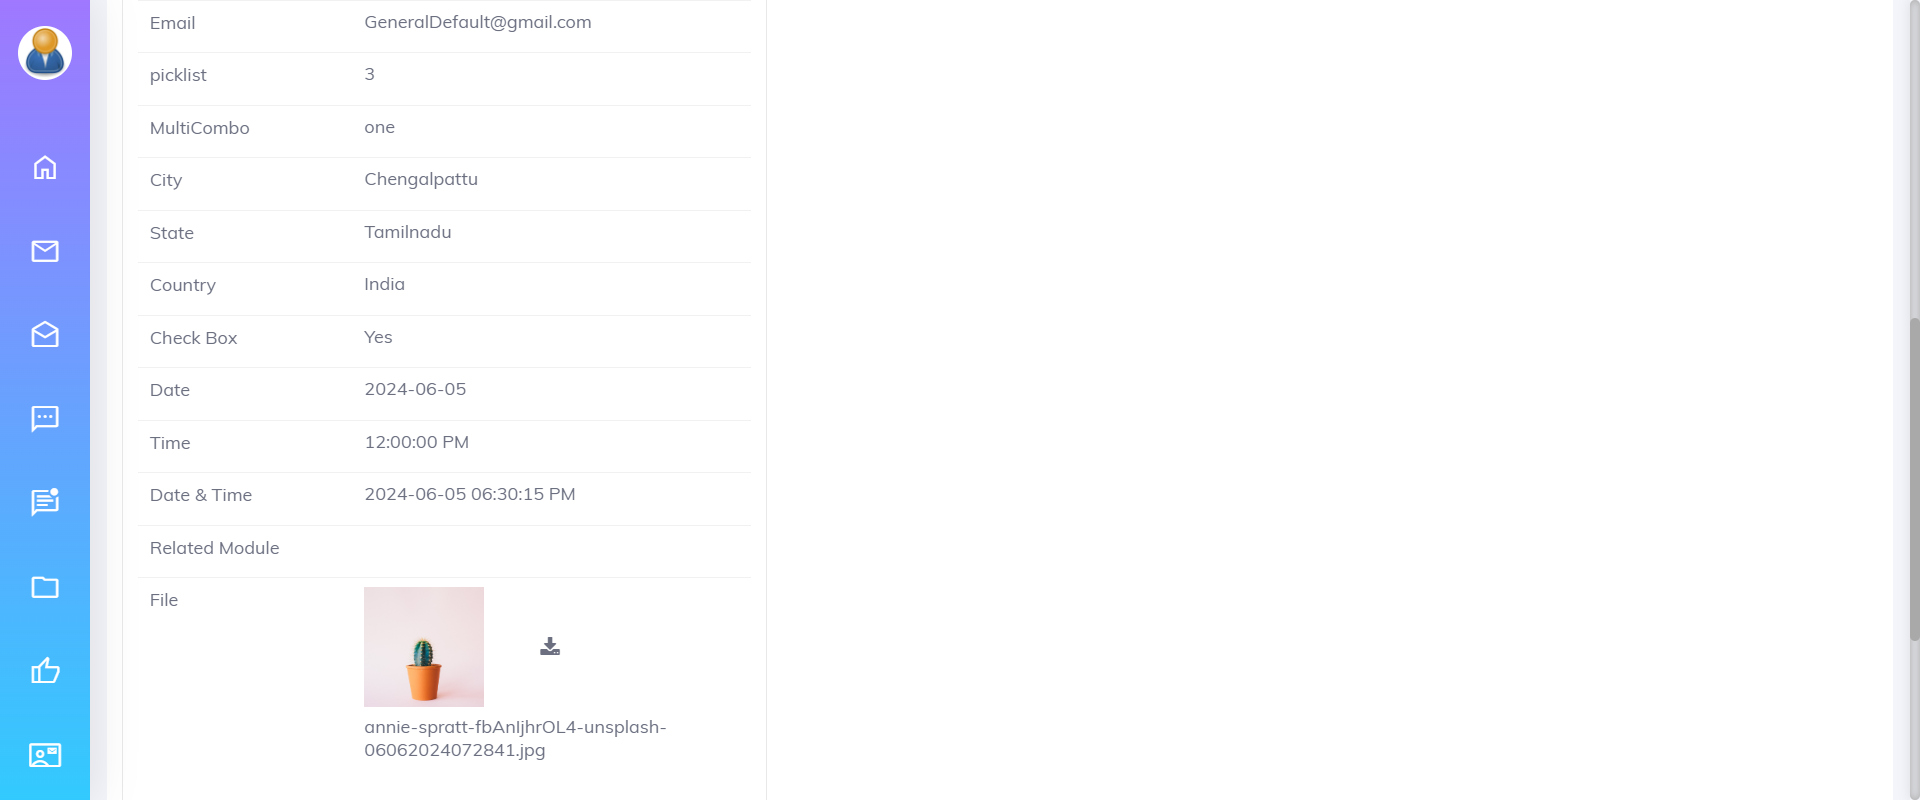 Email GeneralDefault@gmail.com
picklist 3
MultiCombo one
City Chengalpattu
State Tamilnadu
Country India
Check Box Yes
Date 2024-06-05
Time 12:00:00 PM
Date & Time 2024-06-05 06:30:15 PM
Related Module
File
annie-spratt-fbAnIjhrOL4-unsplash-
06062024072841.jpg